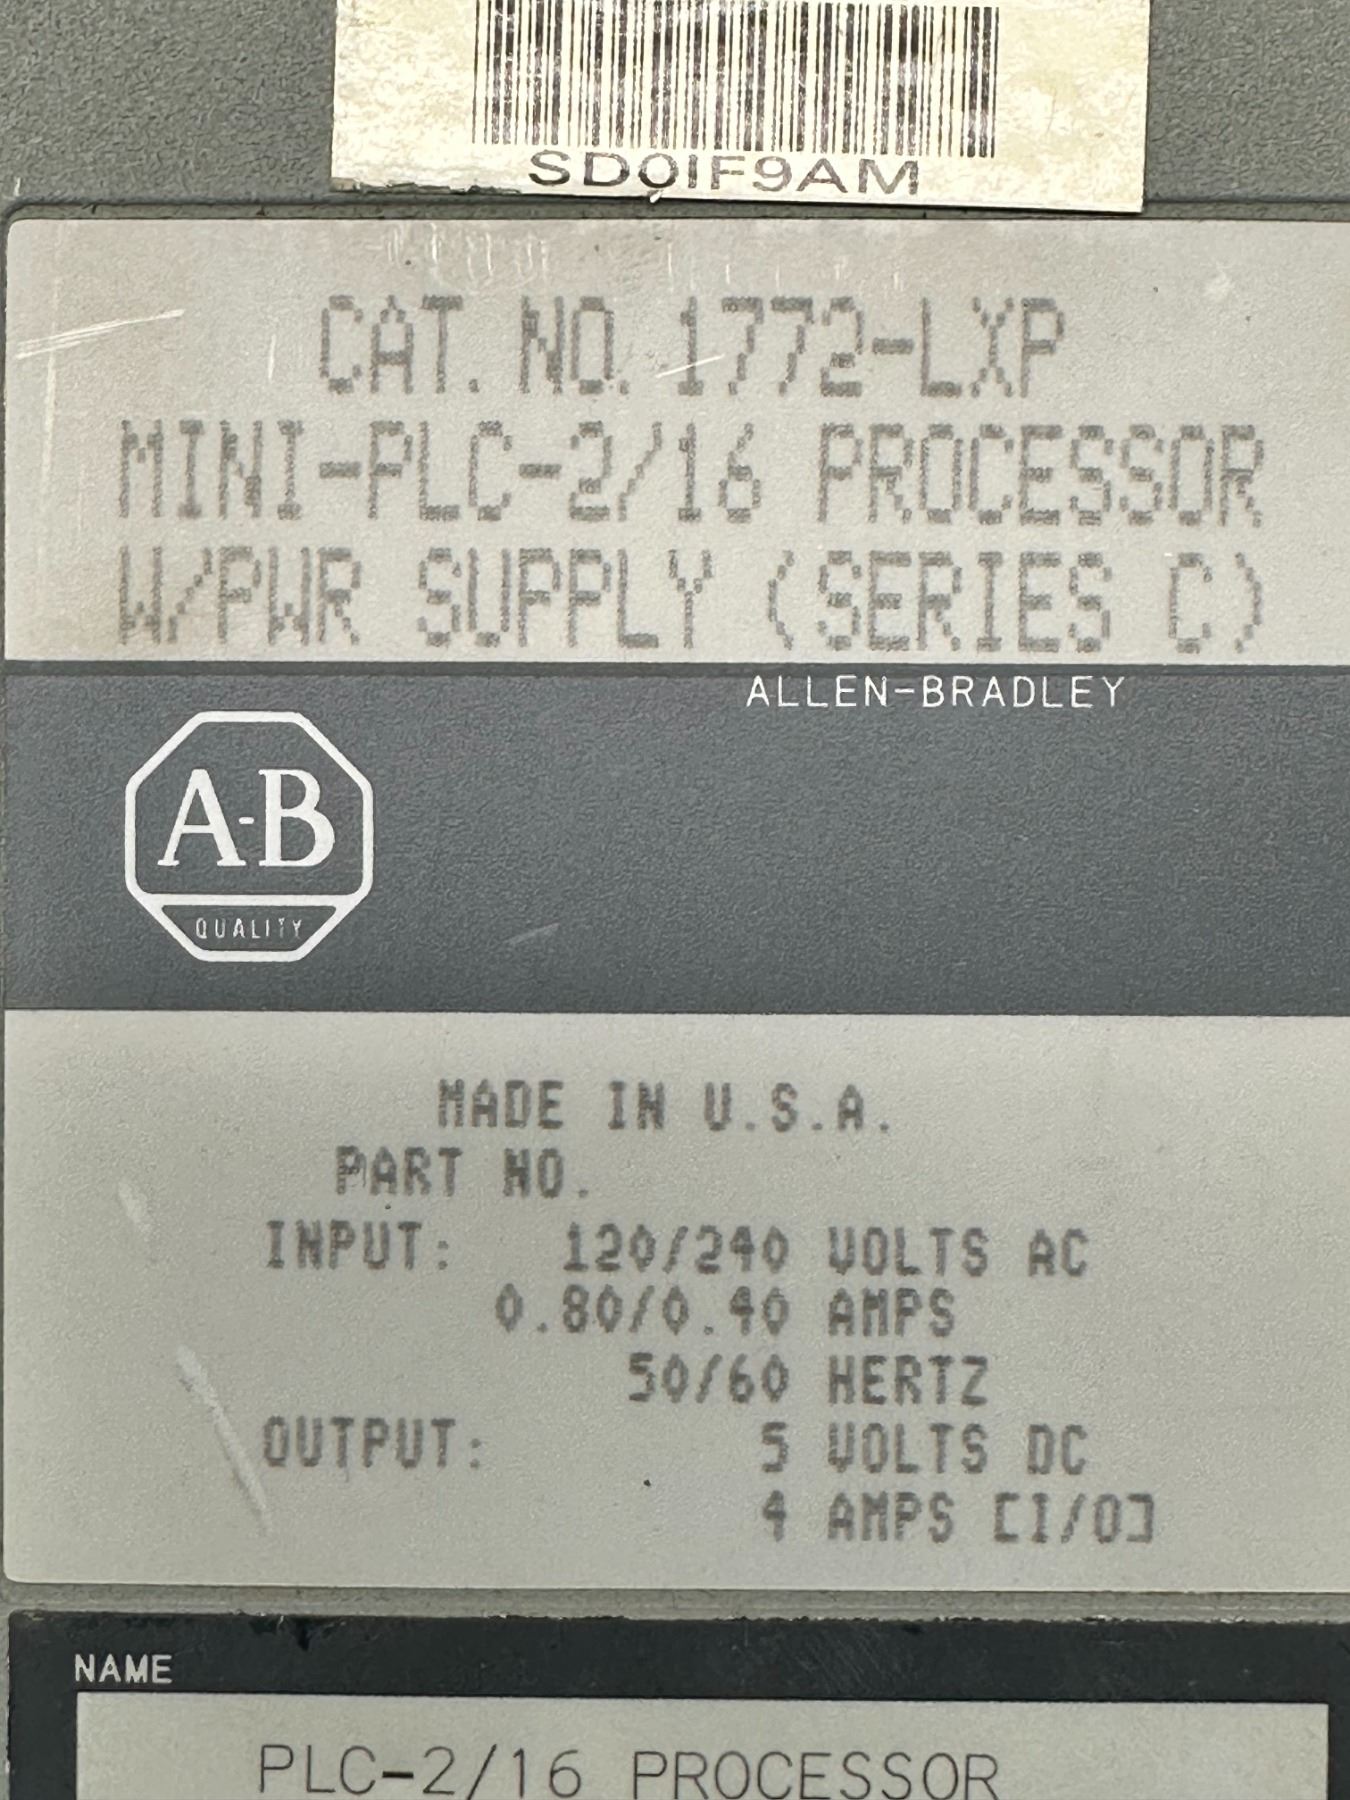 SD0IF9AM
CAT. NO. 1772-LXP
MINI-PLC-2/16 PROCESSOR
W/PWR SUPPLY (SERIES C)
ALLEN-BRADLEY
A-B
QUALITY
MADE IN U.S.A.
PART NO.
INPUT: 120/240 VOLTS AC
0.80/0.40 AMPS
50/60 HERTZ
OUTPUT: 5 VOLTS DC
4 AMPS [I/O]
NAME
PLC-2/16 PROCESSOR